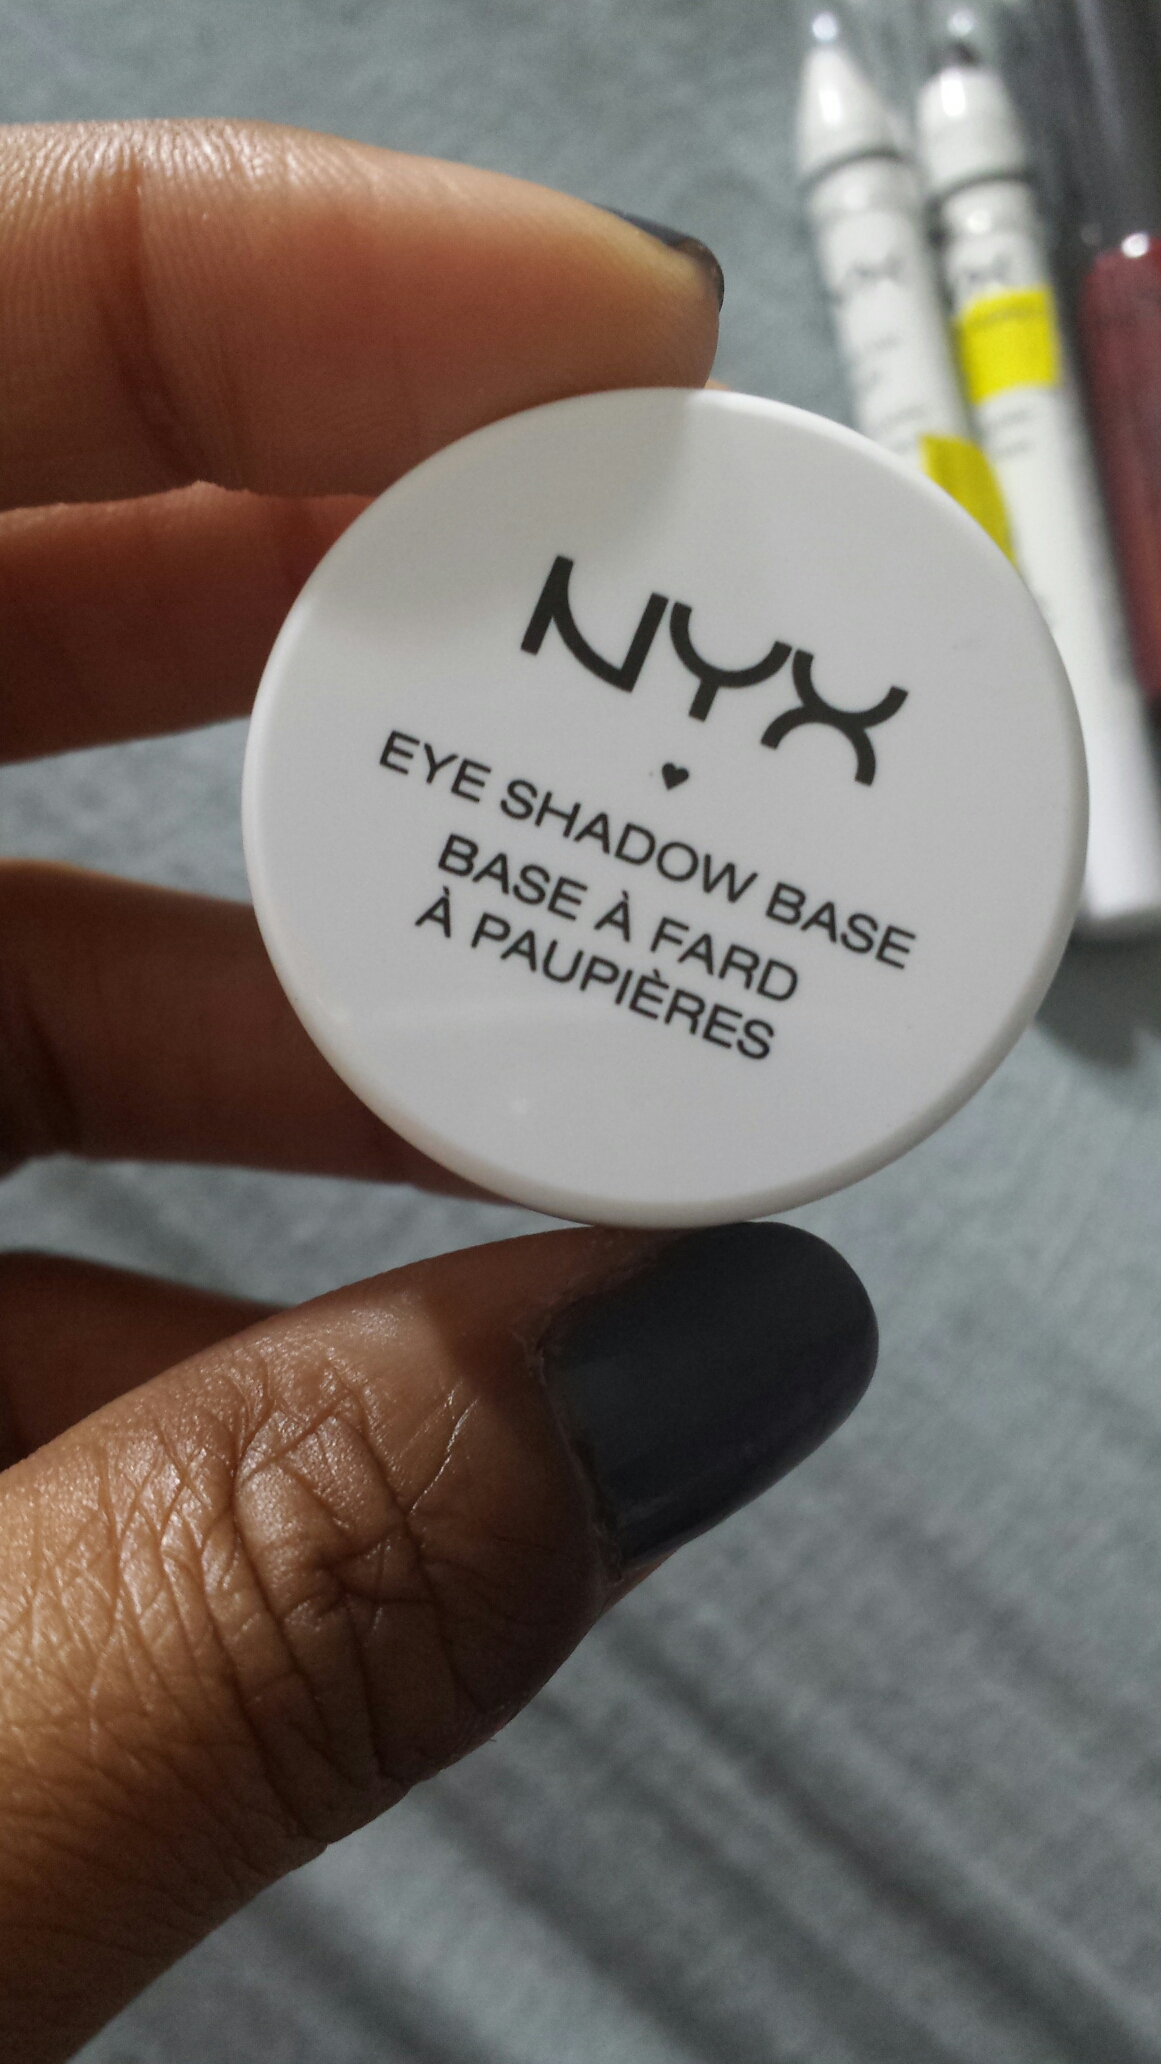 NYX
EYE SHADOW BASE
BASE À FARD
À PAUPIÈRES